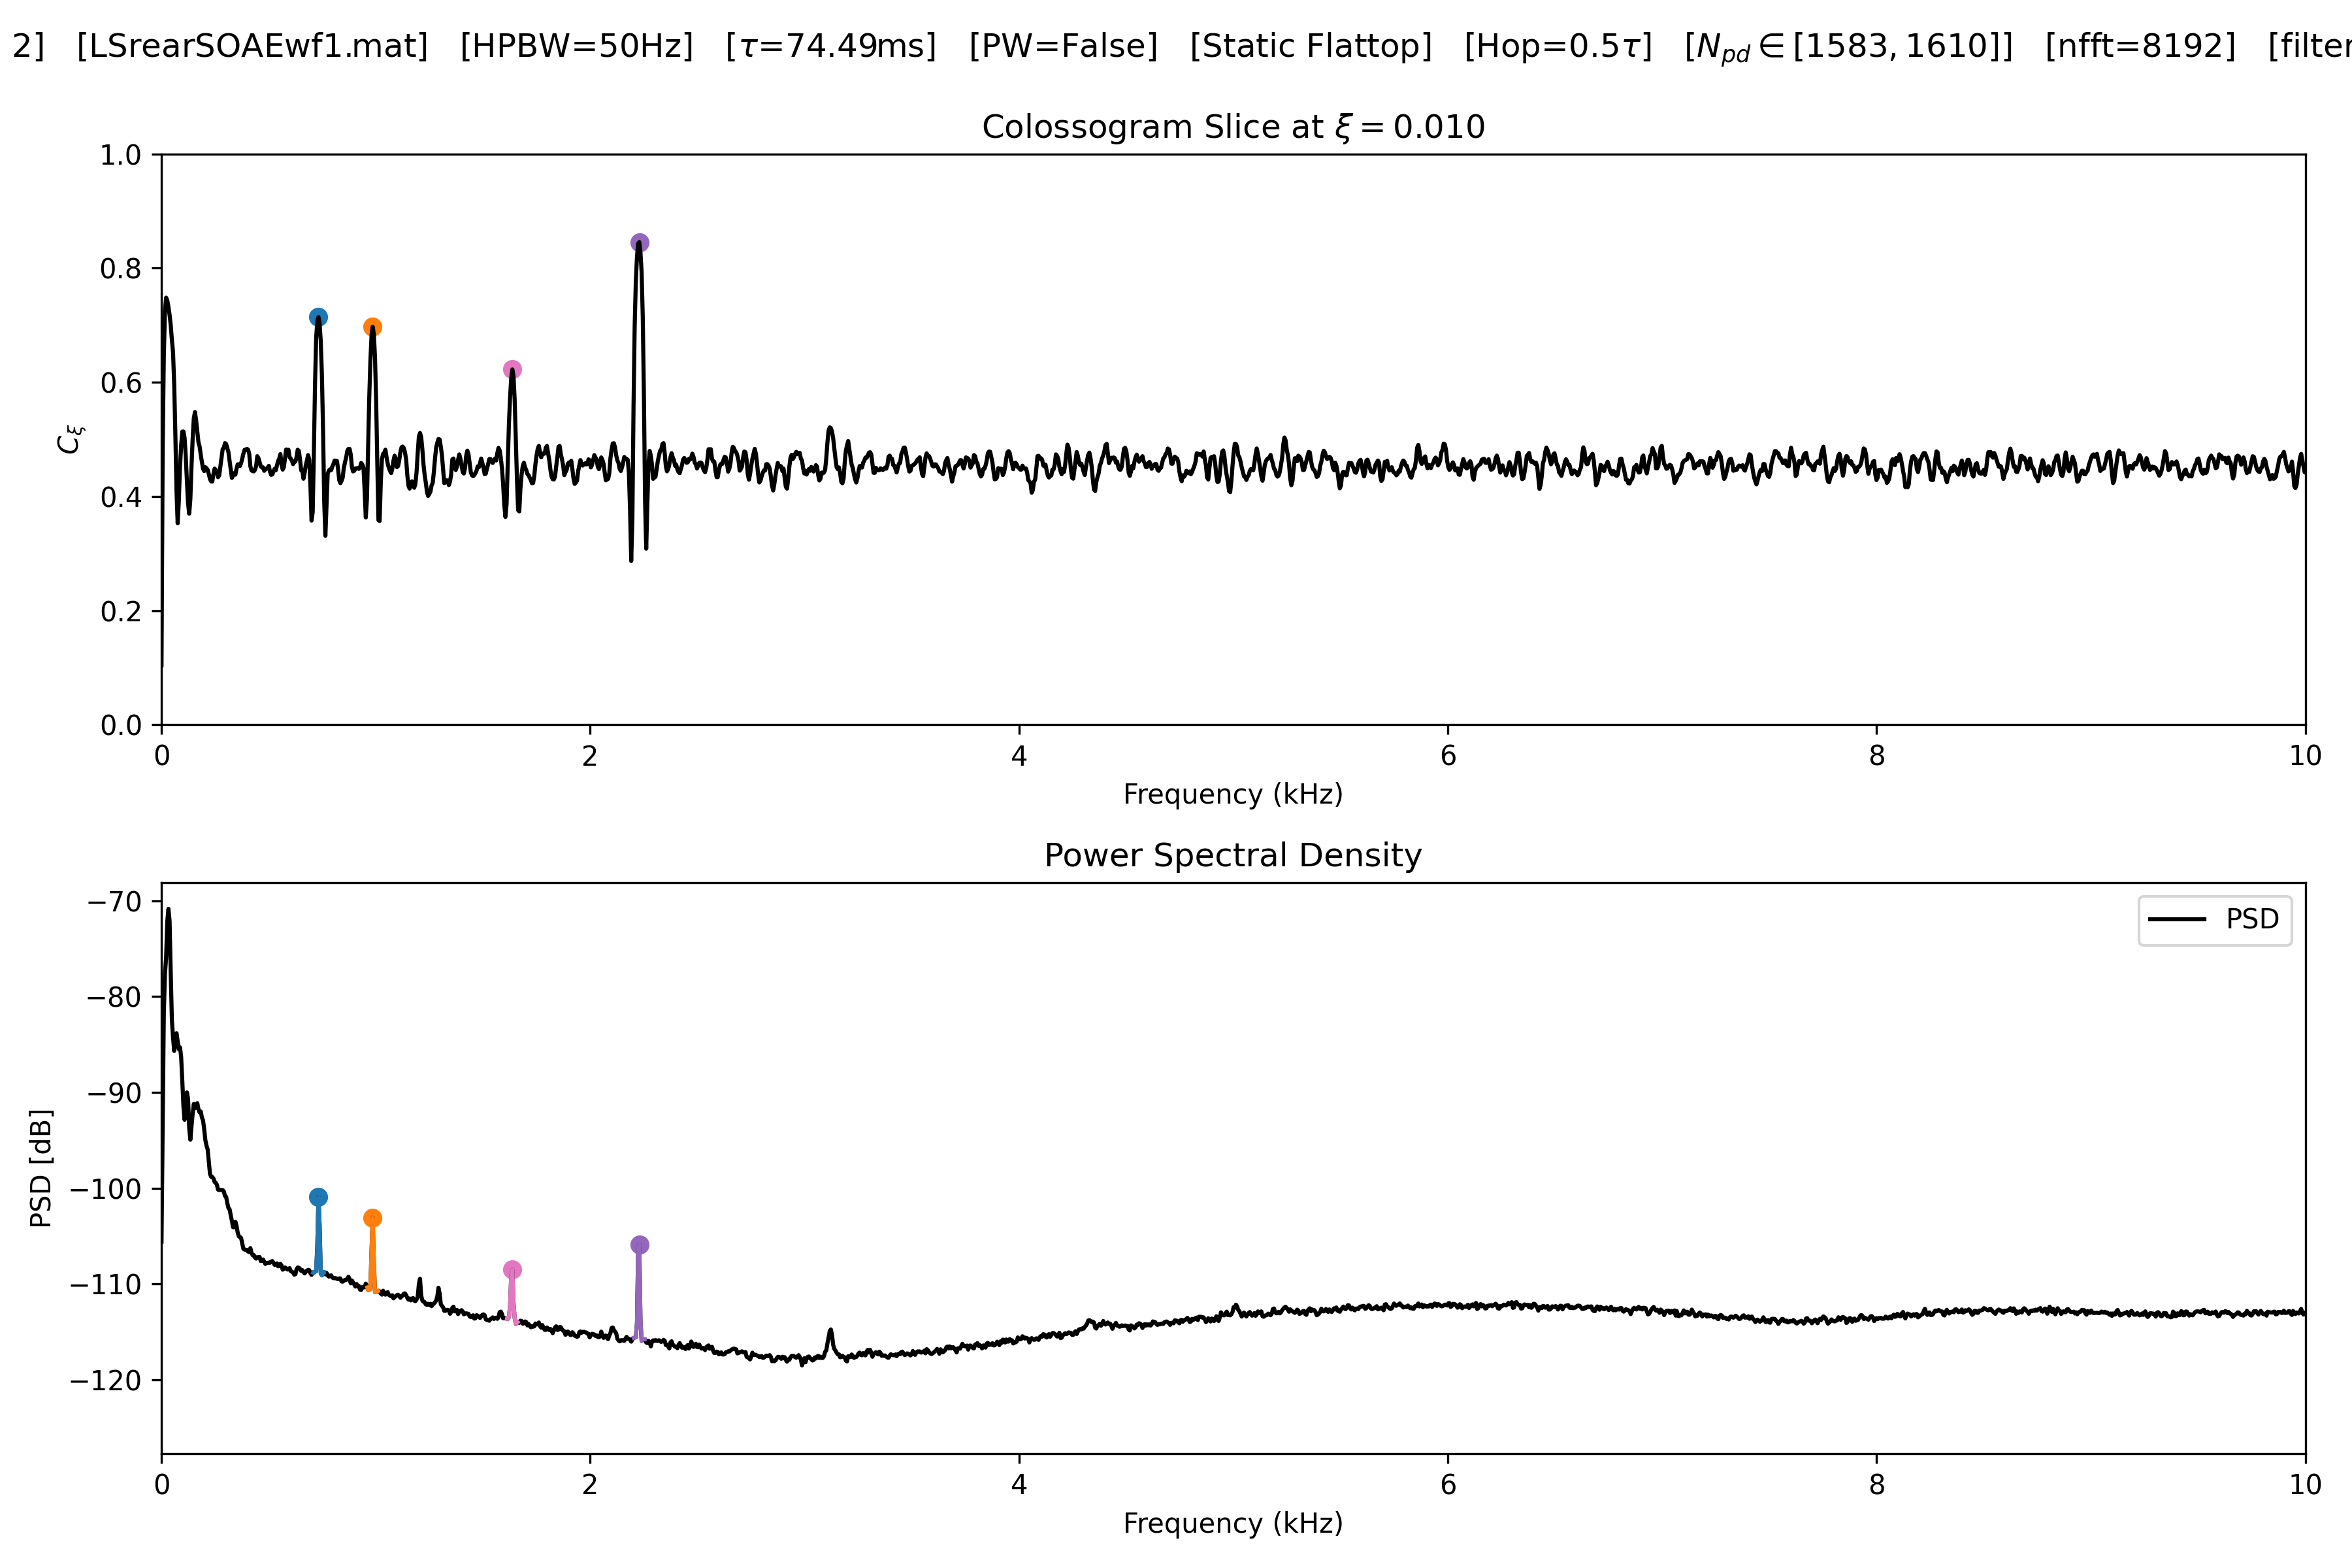 2] [LSrearSOAEwf1.mat] [HPBW=50Hz] [τ=74.49ms] [PW=False] [Static Flattop] [Hop=0.5τ] [N_pd ∈ [1583, 1610]] [nfft=8192] [filter
Colossogram Slice at ξ = 0.010
1.0
0.8
0.6
0.4
0.2
0.0
C_ξ
0 2 4 6 8 10
Frequency (kHz)
Power Spectral Density
−70
−80
−90
−100
−110
−120
PSD [dB]
PSD
0 2 4 6 8 10
Frequency (kHz)